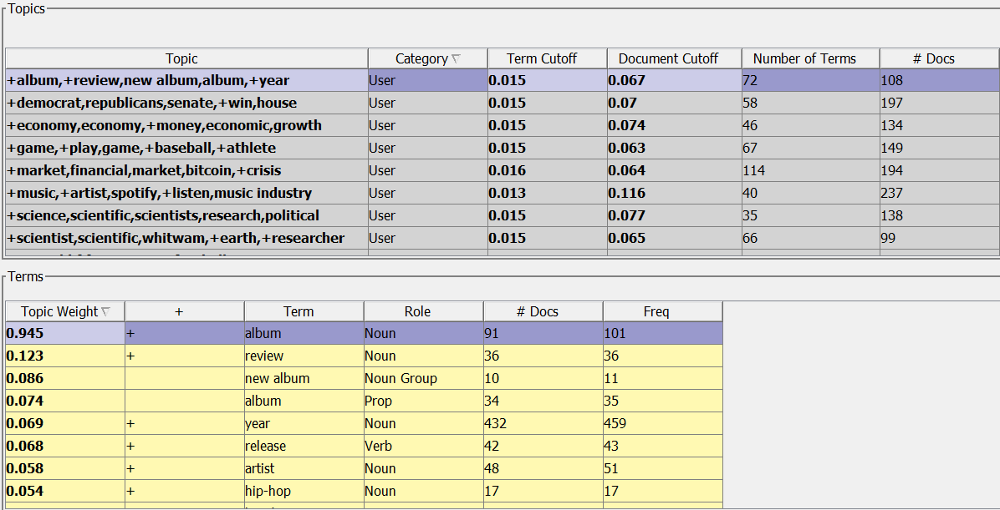 Topics
Topic Category Term Cutoff Document Cutoff Number of Terms # Docs
+album,+review,new album,album,+year User 0.015 0.067 72 108
+democrat,republicans,senate,+win,house User 0.015 0.07 58 197
+economy,economy,+money,economic,growth User 0.015 0.074 46 134
+game,+play,game,+baseball,+athlete User 0.015 0.063 67 149
+market,financial,market,bitcoin,+crisis User 0.016 0.064 114 194
+music,+artist,spotify,+listen,music industry User 0.013 0.116 40 237
+science,scientific,scientists,research,political User 0.015 0.077 35 138
+scientist,scientific,whitwam,+earth,+researcher User 0.015 0.065 66 99
Terms
Topic Weight + Term Role # Docs Freq
0.945 + album Noun 91 101
0.123 + review Noun 36 36
0.086 new album Noun Group 10 11
0.074 album Prop 34 35
0.069 + year Noun 432 459
0.068 + release Verb 42 43
0.058 + artist Noun 48 51
0.054 + hip-hop Noun 17 17